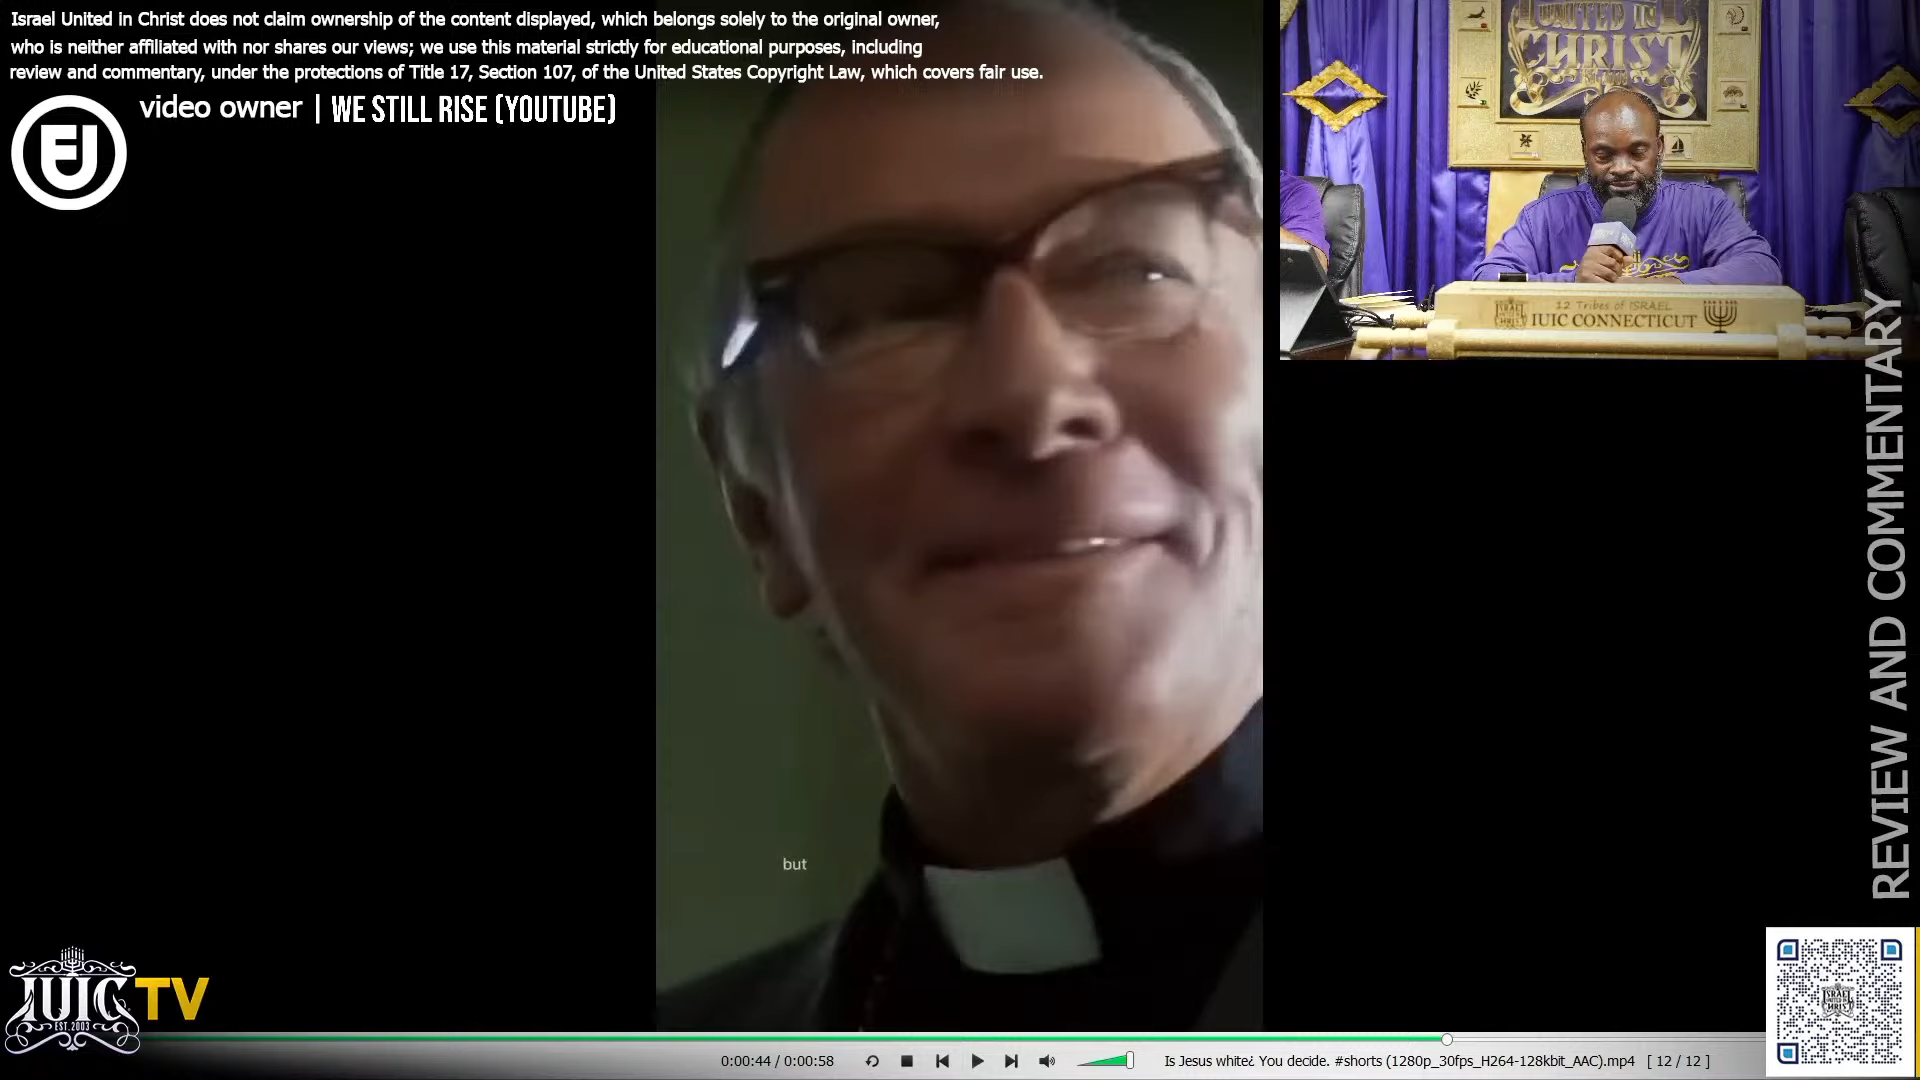 Israel United in Christ does not claim ownership of the content displayed, which belongs solely to the original owner,
who is neither affiliated with nor shares our views; we use this material strictly for educational purposes, including
review and commentary, under the protections of Title 17, Section 107, of the United States Copyright Law, which covers fair use.
video owner | WE STILL RISE (YOUTUBE)
UNITED IN
CHRIST
12 Tribes of ISRAEL
IUIC CONNECTICUT
REVIEW AND COMMENTARY
but
IUIC TV
EST.2003
ISRAEL
UNITED IN
CHRIST
0:00:44 / 0:00:58
Is Jesus white¿ You decide. #shorts (1280p_30fps_H264-128kbit_AAC).mp4 [ 12 / 12 ]